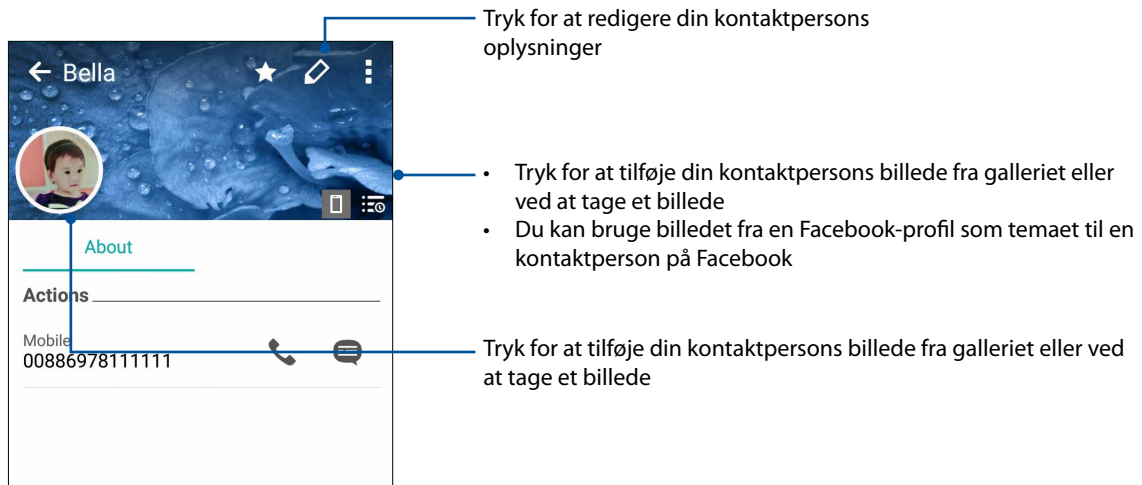 Tryk for at redigere din kontaktpersons
oplysninger
Bella
• Tryk for at tilføje din kontaktpersons billede fra galleriet eller
ved at tage et billede
• Du kan bruge billedet fra en Facebook-profil som temaet til en
kontaktperson på Facebook
About
Actions
Mobile
00886978111111
Tryk for at tilføje din kontaktpersons billede fra galleriet eller ved
at tage et billede